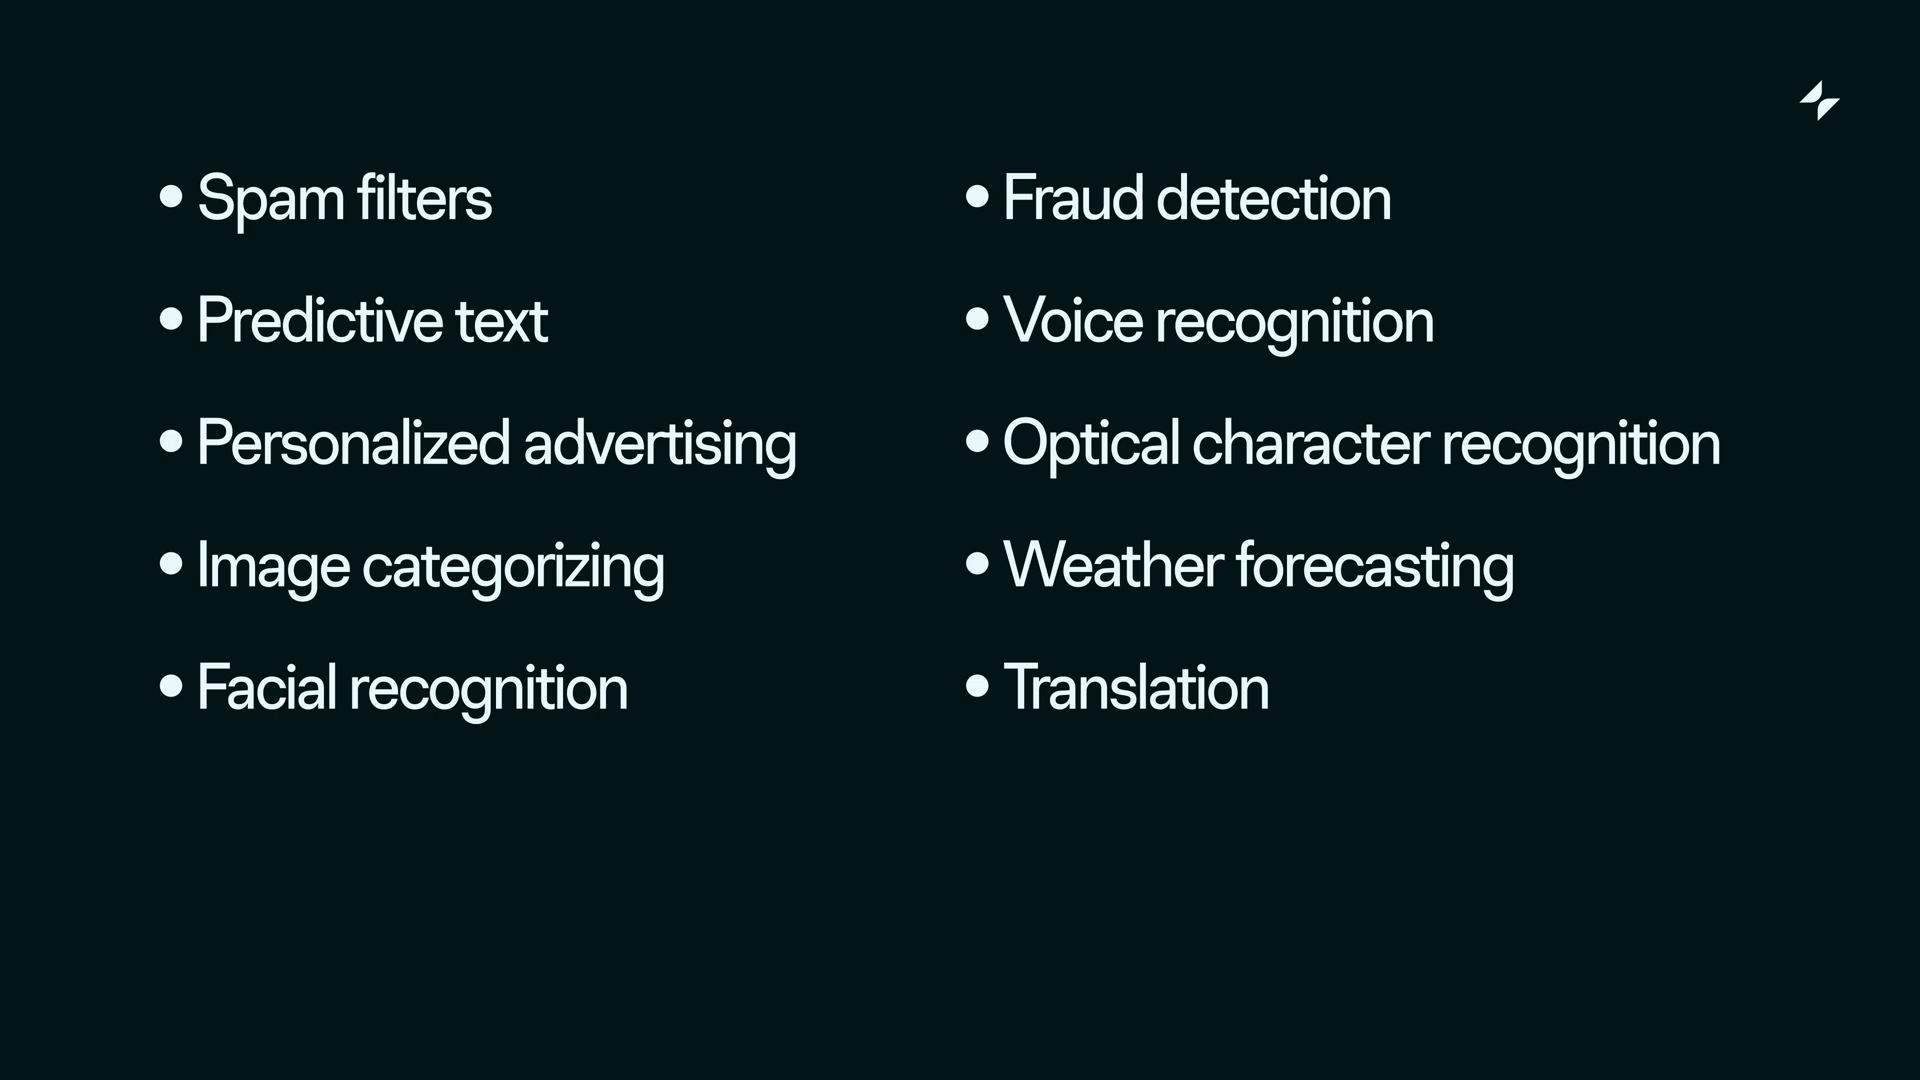 • Spam filters
• Predictive text
• Personalized advertising
• Image categorizing
• Facial recognition
• Fraud detection
• Voice recognition
• Optical character recognition
• Weather forecasting
• Translation